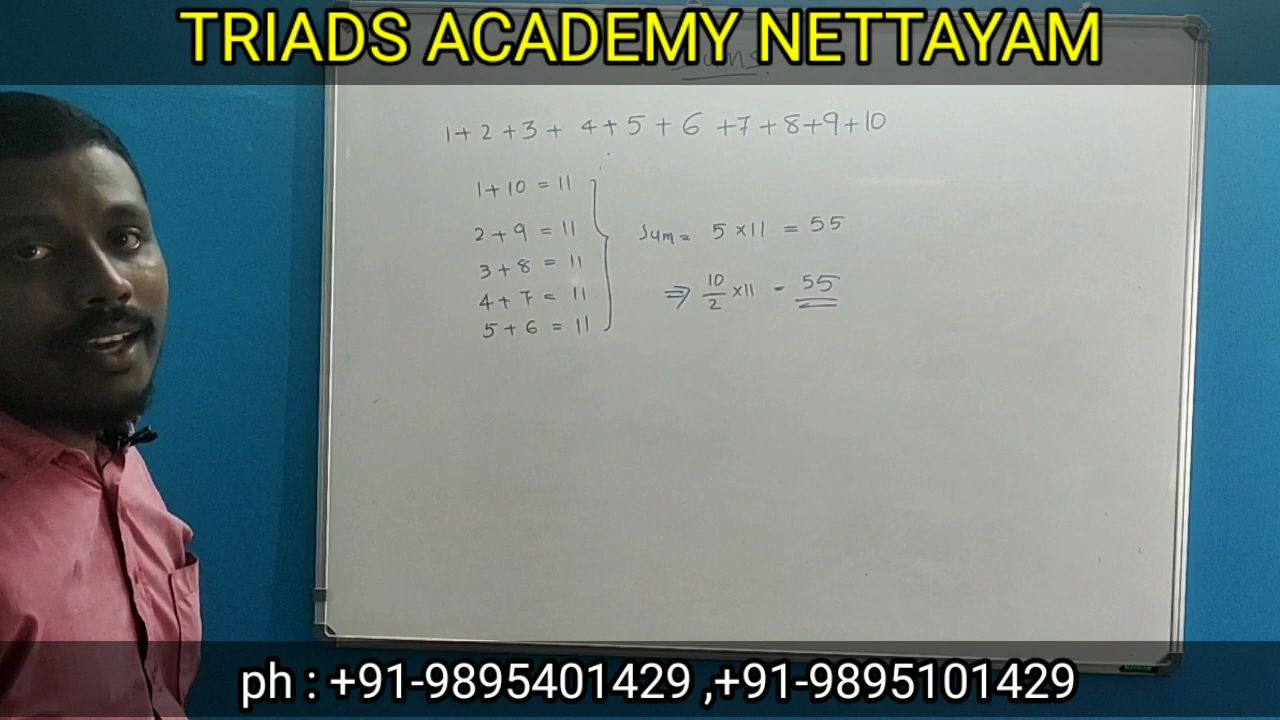 TRIADS ACADEMY NETTAYAM
Sums
1+2+3+4+5+6+7+8+9+10
1+10 = 11
2+9 = 11
3+8 = 11
4+7 = 11
5+6 = 11
Sum = 5×11 = 55
⇒ 10/2 ×11 = 55
ph : +91-9895401429 ,+91-9895101429